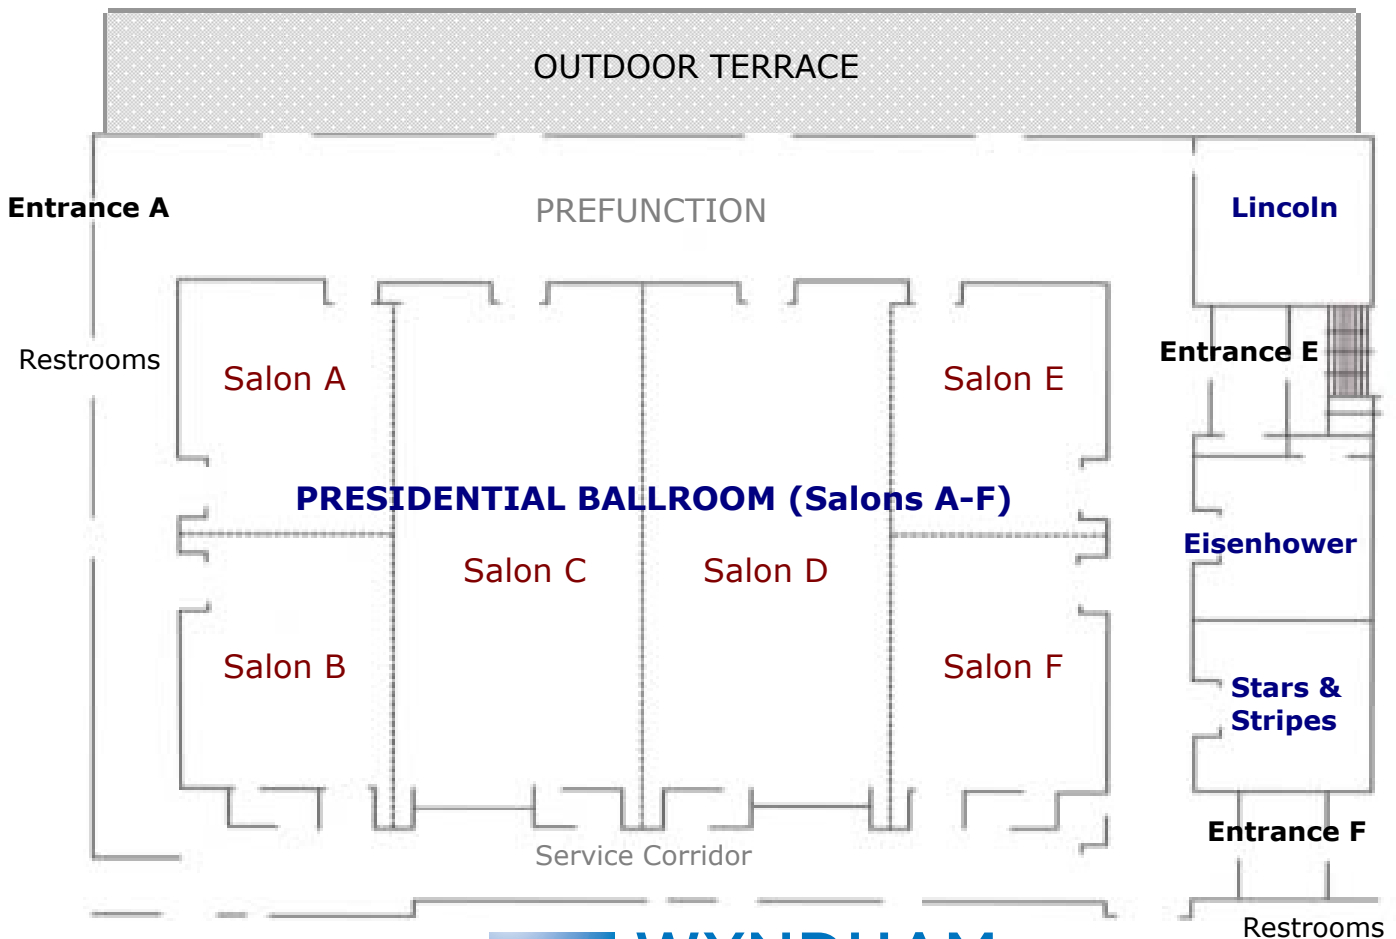 OUTDOOR TERRACE
Entrance A
PREFUNCTION
Lincoln
Restrooms
Salon A
Salon E
Entrance E
PRESIDENTIAL BALLROOM (Salons A-F)
Salon C
Salon D
Eisenhower
Salon B
Salon F
Stars &
Stripes
Service Corridor
Entrance F
WYNDHAM
Restrooms